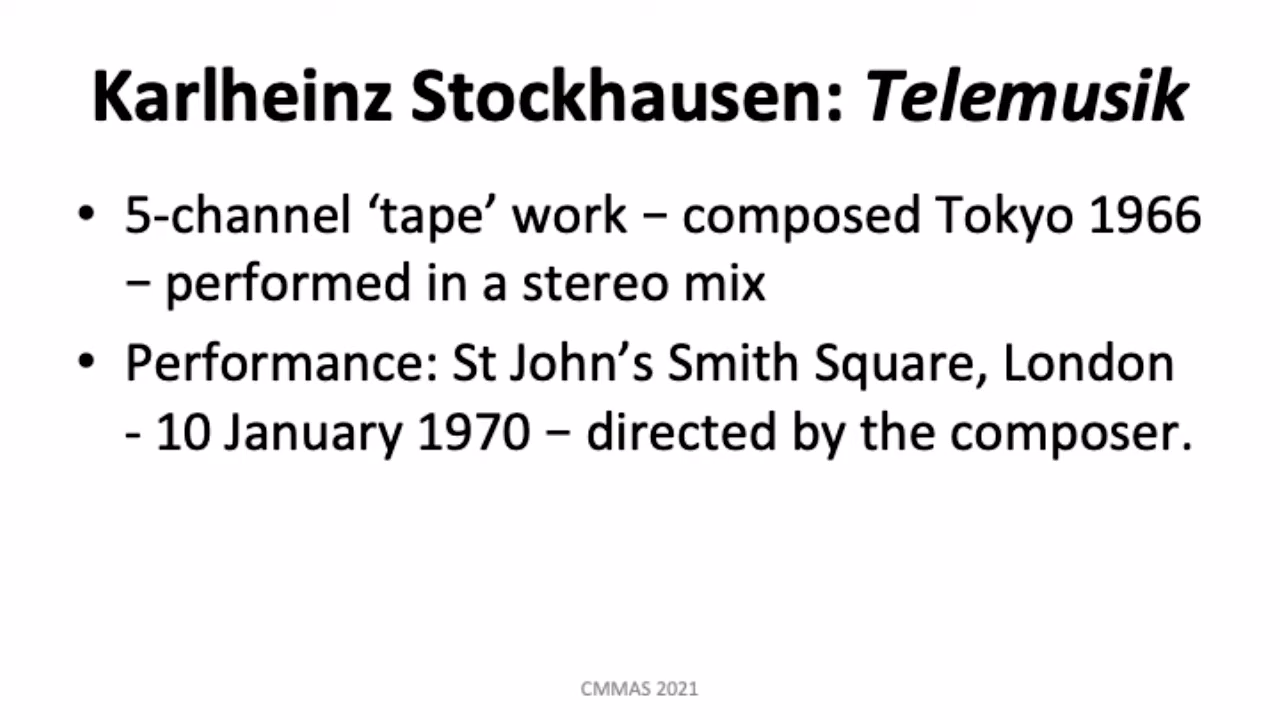 Karlheinz Stockhausen: Telemusik
• 5-channel ‘tape’ work – composed Tokyo 1966
– performed in a stereo mix
• Performance: St John’s Smith Square, London
- 10 January 1970 – directed by the composer.
CMMAS 2021